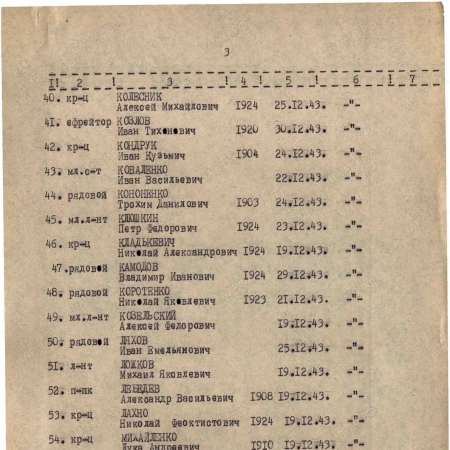 3
1! 2 ! 3 ! 4 ! 5 ! 6 ! 7
40. кр-ц КОЛЕСНИК
Алексей Михайлович 1924 25.12.43. -"-
41. ефрейтор КОЗЛОВ
Иван Тихонович 1920 30.12.43. -"-
42. кр-ц КОНДРУК
Иван Кузьмич 1904 24.12.43. -"-
43. мл.с-т КОВАЛЕНКО
Иван Васильевич 22.12.43. -"-
44. рядовой КОНОНЕНКО
Трохим Данилович 1903 24.12.43. -"-
45. мл.л-нт КЛЮШКИН
Петр Федорович 1924 23.12.43. -"-
46. кр-ц КЛАДЬКЕВИЧ
Николай Александрович 1924 19.12.43. -"-
47.рядовой КАМОЛОВ
Владимир Иванович 1924 29.12.43. -"-
48. рядовой КОРОТЕНКО
Николай Яковлевич 1923 21.12.43. -"-
49. мл.л-нт КОЗЕЛЬСКИЙ
Алексей Федорович 19.12.43. -"-
50. рядовой ЛЯХОВ
Иван Емельянович 25.12.43. -"-
51. л-нт ЛОЖКОВ
Михаил Яковлевич 19.12.43. -"-
52. п-пк ЛЕБЕДЕВ
Александр Васильевич 1908 19.12.43. -"-
53. кр-ц ЛАХНО
Николай Феоктистович 1924 19.12.43. -"-
54. кр-ц МИХАЙЛЕНКО
Лука Андреевич 1910 19.12.43. -"-